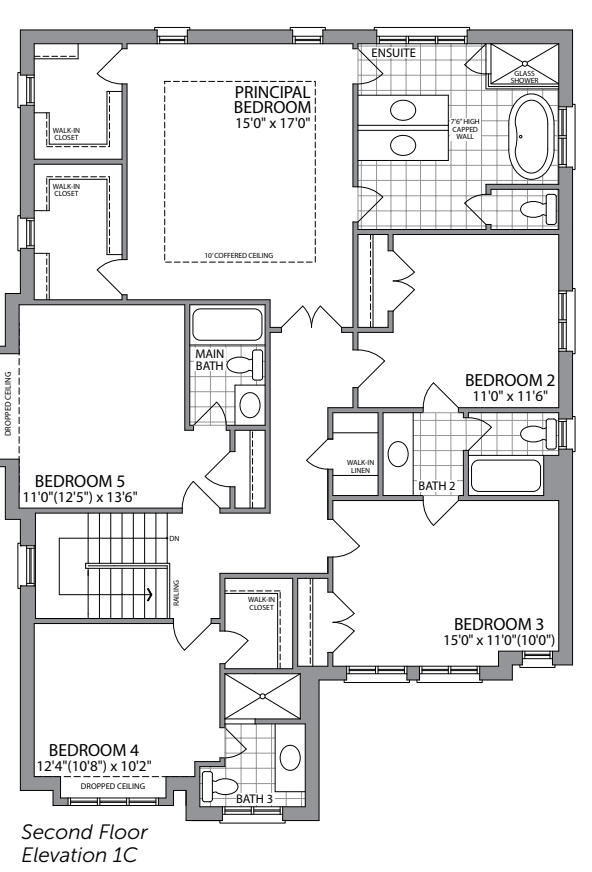 ENSUITE
GLASS
SHOWER
PRINCIPAL
BEDROOM
15'0" x 17'0"
7'6" HIGH
CAPPED
WALL
WALK-IN
CLOSET
WALK-IN
CLOSET
10' COFFERED CEILING
MAIN
BATH
BEDROOM 2
11'0" x 11'6"
DROPPED CEILING
WALK-IN
LINEN
BATH 2
BEDROOM 5
11'0"(12'5") x 13'6"
DN
RAILING
WALK-IN
CLOSET
BEDROOM 3
15'0" x 11'0"(10'0")
BEDROOM 4
12'4"(10'8") x 10'2"
DROPPED CEILING
BATH 3
Second Floor
Elevation 1C